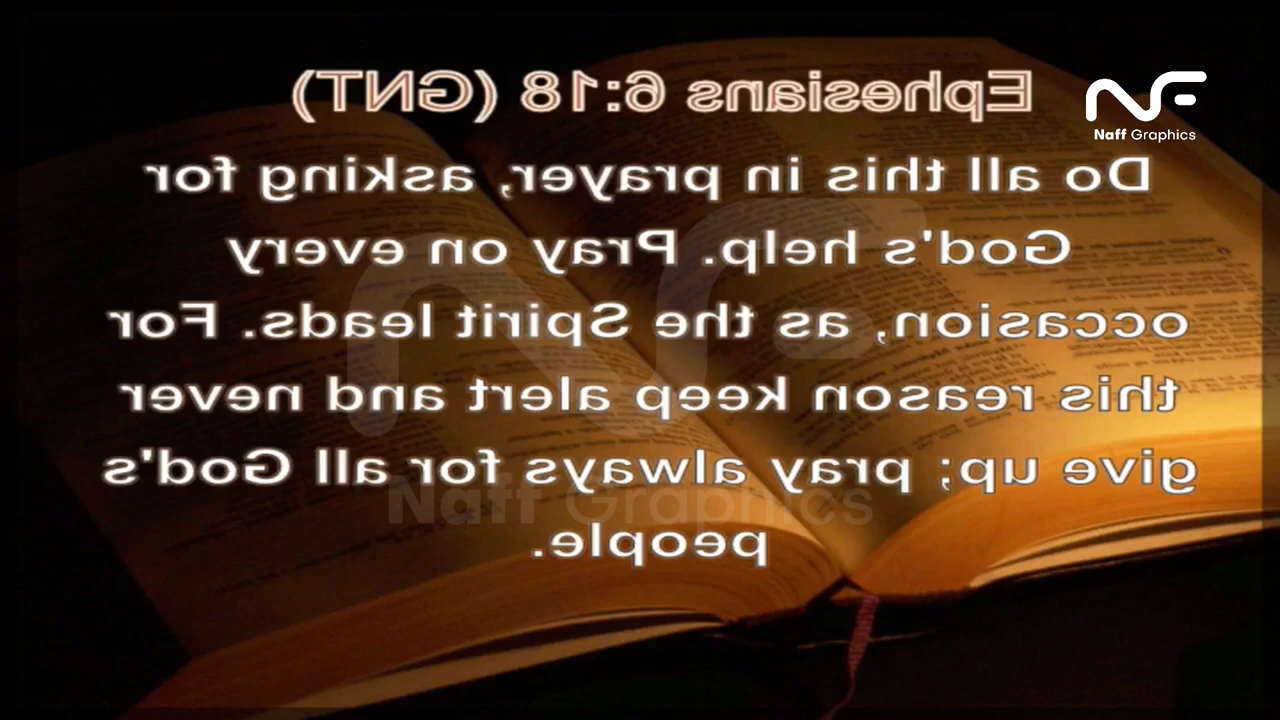 Ephesians 6:18 (GNT)
Do all this in prayer, asking for
God's help. Pray on every
occasion, as the Spirit leads. For
this reason keep alert and never
give up; pray always for all God's
people.
NF
Naff Graphics
Naff Graphics